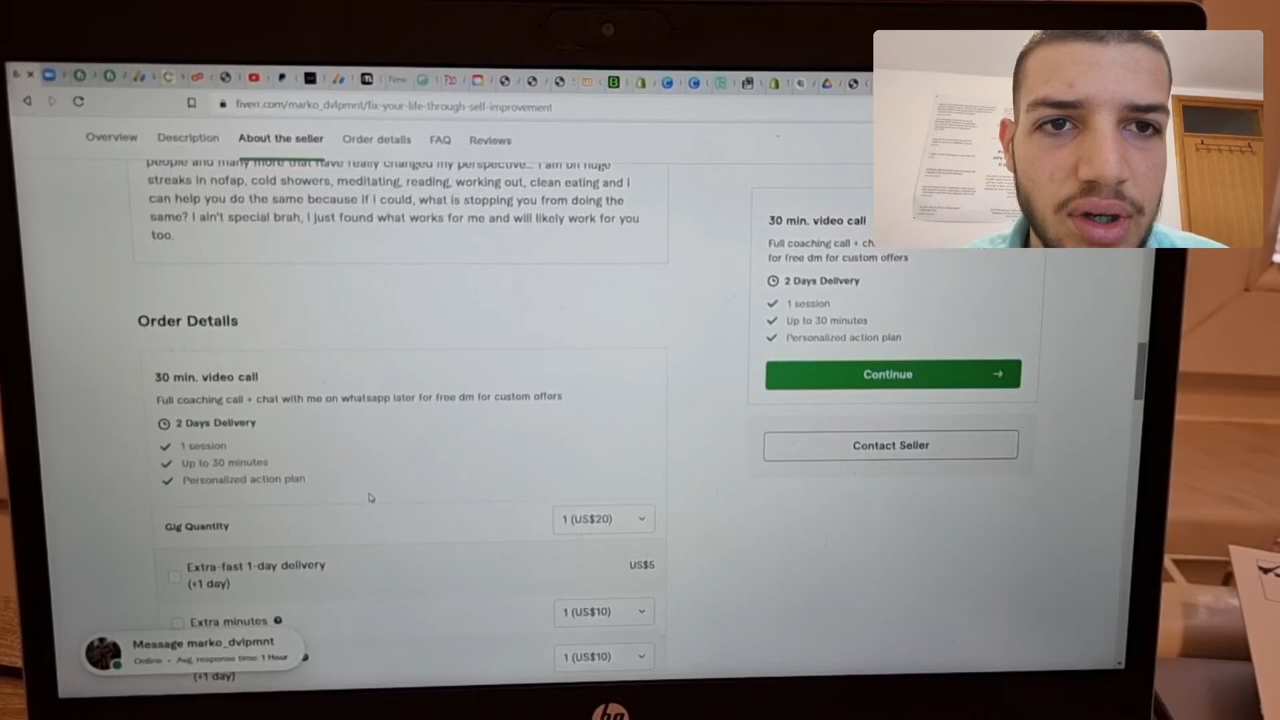 New
fiverr.com/marko_dvlpmnt/fix-your-life-through-self-improvement
Overview
Description
About the seller
Order details
FAQ
Reviews
people and many more that have really changed my perspective... I am on huge
streaks in nofap, cold showers, meditating, reading, working out, clean eating and I
can help you do the same because if I could, what is stopping you from doing the
same? I ain't special brah, I just found what works for me and will likely work for you
too.
Order Details
30 min. video call
Full coaching call + chat with me on whatsapp later for free dm for custom offers
2 Days Delivery
1 session
Up to 30 minutes
Personalized action plan
Gig Quantity
1 (US$20)
Extra-fast 1-day delivery
(+1 day)
US$5
Extra minutes
1 (US$10)
1 (US$10)
(+1 day)
Message marko_dvlpmnt
Online • Avg. response time: 1 Hour
30 min. video call
Full coaching call + ch
for free dm for custom offers
2 Days Delivery
1 session
Up to 30 minutes
Personalized action plan
Continue →
Contact Seller
hp